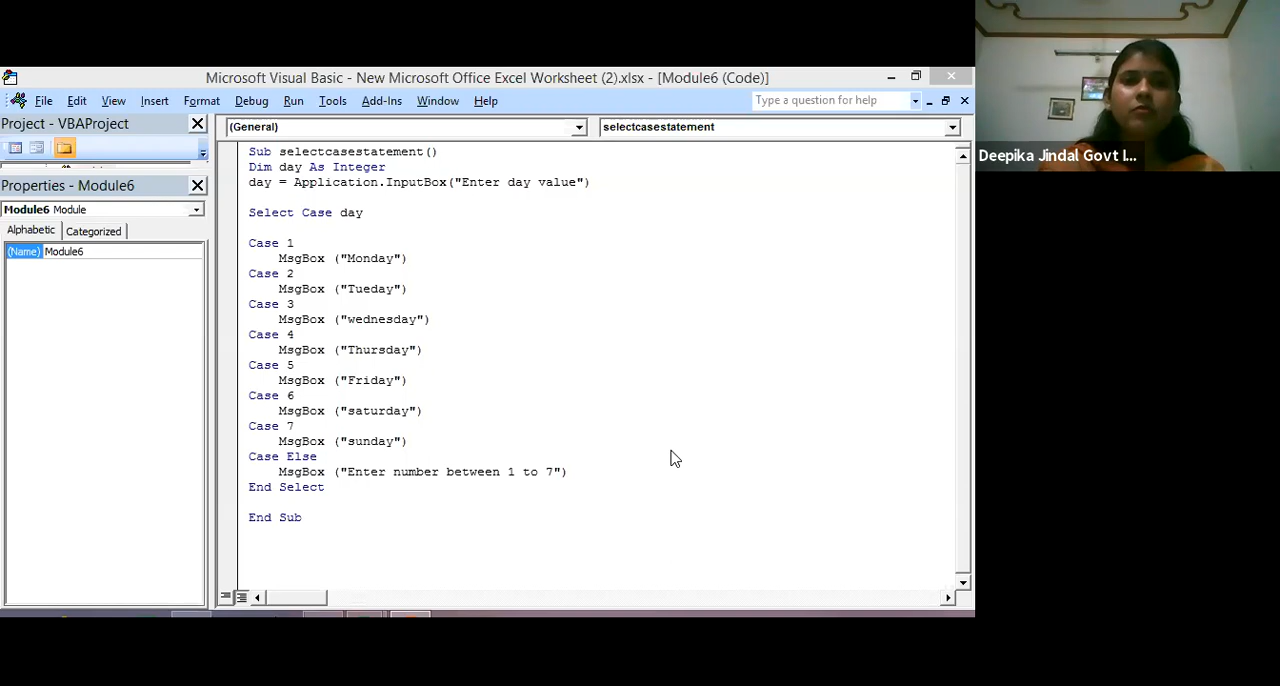 Microsoft Visual Basic - New Microsoft Office Excel Worksheet (2).xlsx - [Module6 (Code)]
File Edit View Insert Format Debug Run Tools Add-Ins Window Help
Type a question for help
Project - VBAProject
Properties - Module6
Module6 Module
Alphabetic Categorized
(Name) Module6
(General)
selectcasestatement
Sub selectcasestatement()
Dim day As Integer
day = Application.InputBox("Enter day value")
Select Case day
Case 1
MsgBox ("Monday")
Case 2
MsgBox ("Tueday")
Case 3
MsgBox ("wednesday")
Case 4
MsgBox ("Thursday")
Case 5
MsgBox ("Friday")
Case 6
MsgBox ("saturday")
Case 7
MsgBox ("sunday")
Case Else
MsgBox ("Enter number between 1 to 7")
End Select
End Sub
Deepika Jindal Govt I...